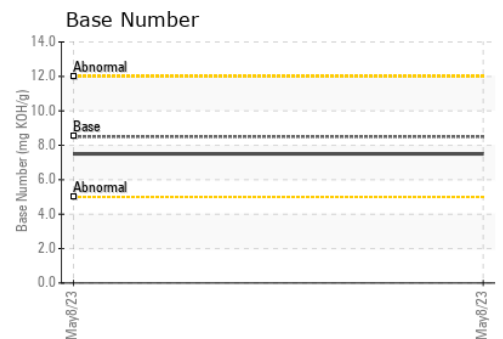 Base Number
14.0
Abnormal
12.0
10.0
Base
8.0
6.0
Abnormal
4.0
2.0
0.0
Base Number (mg KOH/g)
May8/23
May8/23